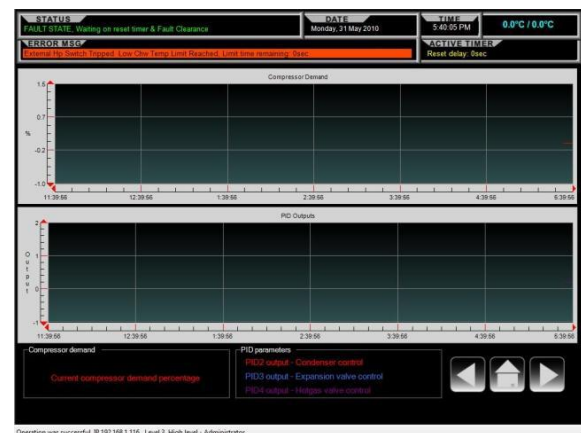 STATUS
FAULT STATE, Waiting on reset timer & Fault Clearance
DATE
Monday, 31 May 2010
TIME
5:40:05 PM
0.0°C / 0.0°C
ERROR MSG
External Hp Switch Tripped Low Chw Temp Limit Reached, Limit time remaining: 0sec
ACTIVE TIMER
Reset delay: 0sec
Compressor Demand
1.5
0.7
%
-0.2
-1.0
11:39:56 12:39:56 1:39:56 2:39:56 3:39:56 4:39:56 5:39:56
PID Outputs
2
1
Output
0
-1
11:39:56 12:39:56 1:39:56 2:39:56 3:39:56 4:39:56 5:39:56
Compressor demand
Current compressor demand percentage
PID parameters
PID2 output - Condenser control
PID3 output - Expansion valve control
PID4 output - Hotgas valve control
Operation was successful IP 192.168.1.116 Level 3, High level - Administrator